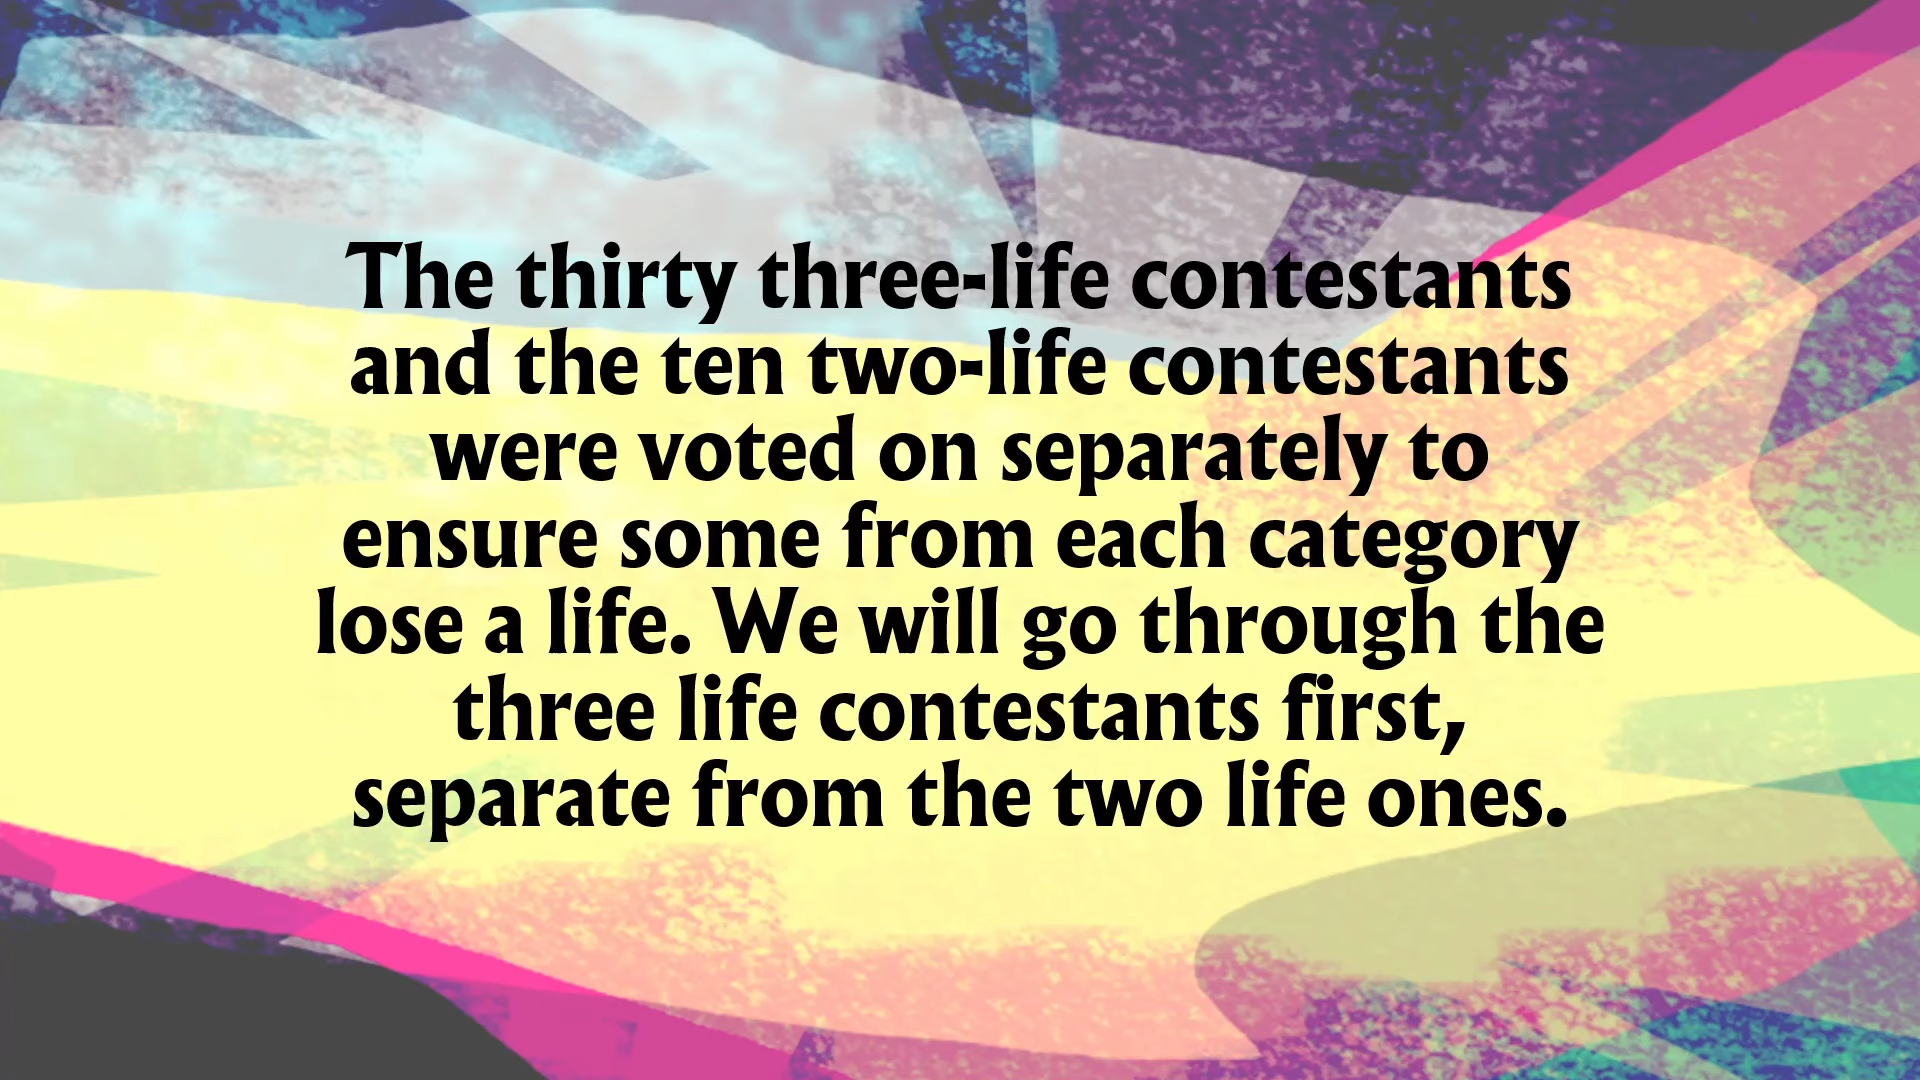 The thirty three-life contestants
and the ten two-life contestants
were voted on separately to
ensure some from each category
lose a life. We will go through the
three life contestants first,
separate from the two life ones.